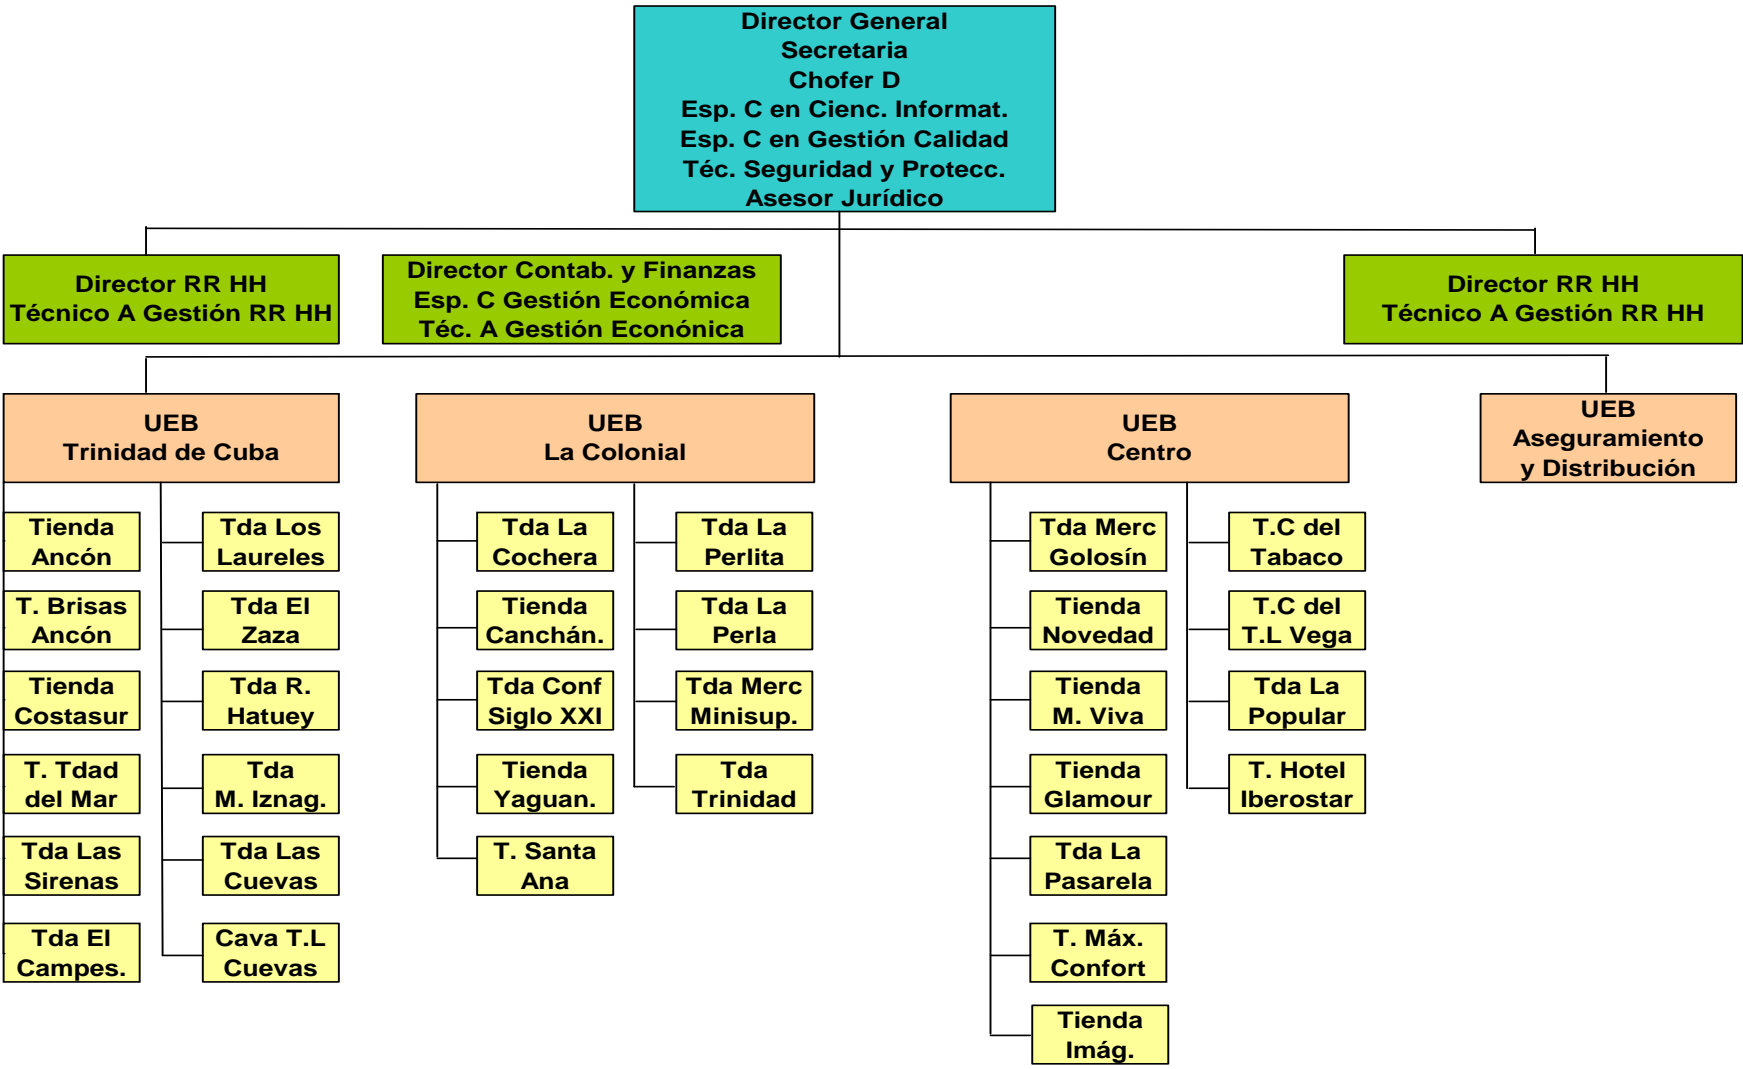 Director General
Secretaria
Chofer D
Esp. C en Cienc. Informat.
Esp. C en Gestión Calidad
Téc. Seguridad y Protecc.
Asesor Jurídico
Director RR HH
Técnico A Gestión RR HH
Director Contab. y Finanzas
Esp. C Gestión Económica
Téc. A Gestión Econónica
Director RR HH
Técnico A Gestión RR HH
UEB
Trinidad de Cuba
UEB
La Colonial
UEB
Centro
UEB
Aseguramiento
y Distribución
Tienda
Ancón
T. Brisas
Ancón
Tienda
Costasur
T. Tdad
del Mar
Tda Las
Sirenas
Tda El
Campes.
Tda Los
Laureles
Tda El
Zaza
Tda R.
Hatuey
Tda
M. Iznag.
Tda Las
Cuevas
Cava T.L
Cuevas
Tda La
Cochera
Tienda
Canchán.
Tda Conf
Siglo XXI
Tienda
Yaguan.
T. Santa
Ana
Tda La
Perlita
Tda La
Perla
Tda Merc
Minisup.
Tda
Trinidad
Tda Merc
Golosín
Tienda
Novedad
Tienda
M. Viva
Tienda
Glamour
Tda La
Pasarela
T. Máx.
Confort
Tienda
Imág.
T.C del
Tabaco
T.C del
T.L Vega
Tda La
Popular
T. Hotel
Iberostar